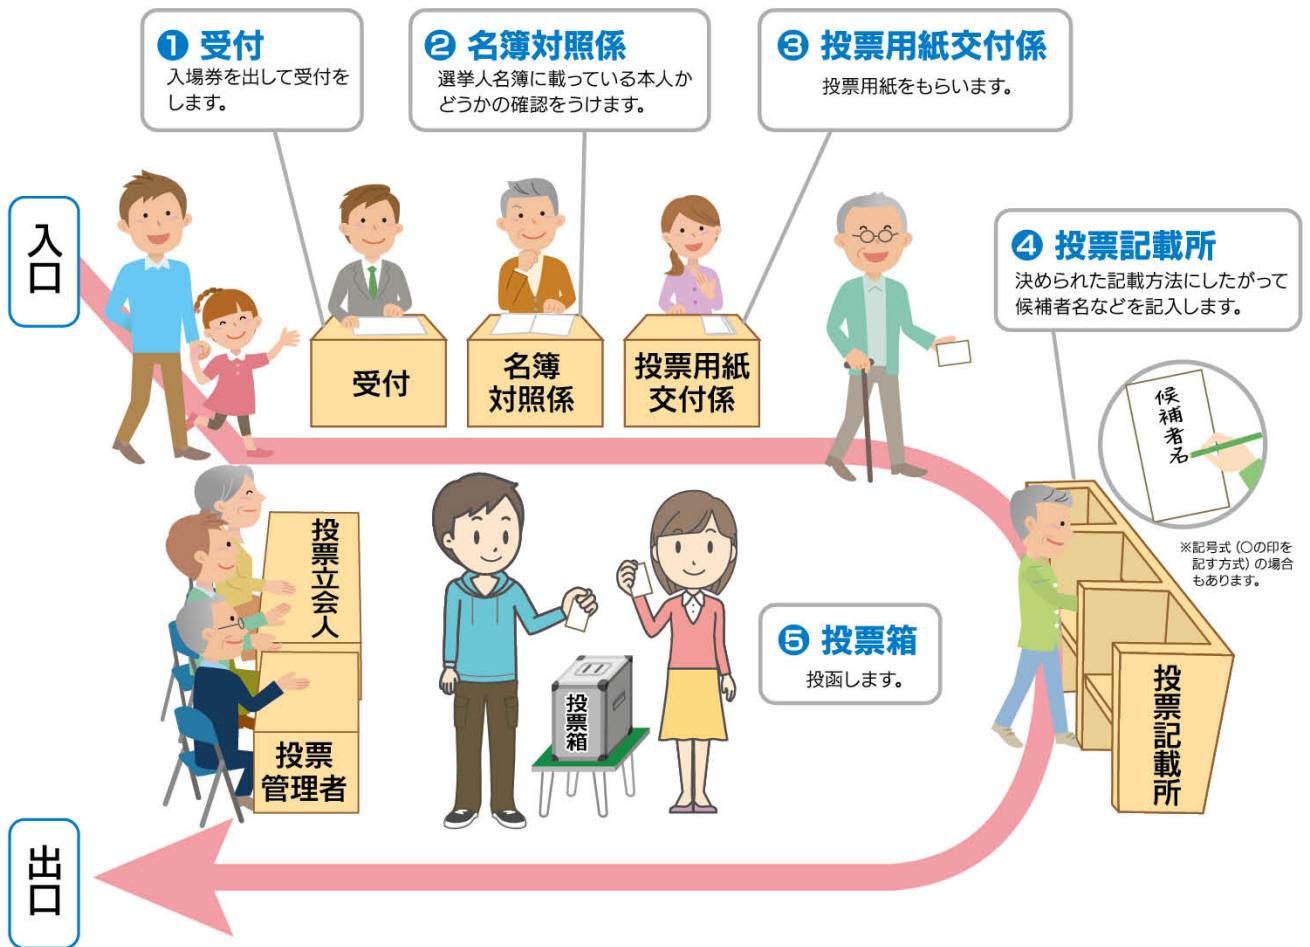 ❶ 受付
入場券を出して受付を
します。
❷ 名簿対照係
選挙人名簿に載っている本人か
どうかの確認をうけます。
❸ 投票用紙交付係
投票用紙をもらいます。
入口
受付
名簿
対照係
投票用紙
交付係
❹ 投票記載所
決められた記載方法にしたがって
候補者名などを記入します。
候補者名
※記号式（〇の印を
記す方式）の場合
もあります。
投票記載所
❺ 投票箱
投函します。
投票箱
投票立会人
投票
管理者
出口